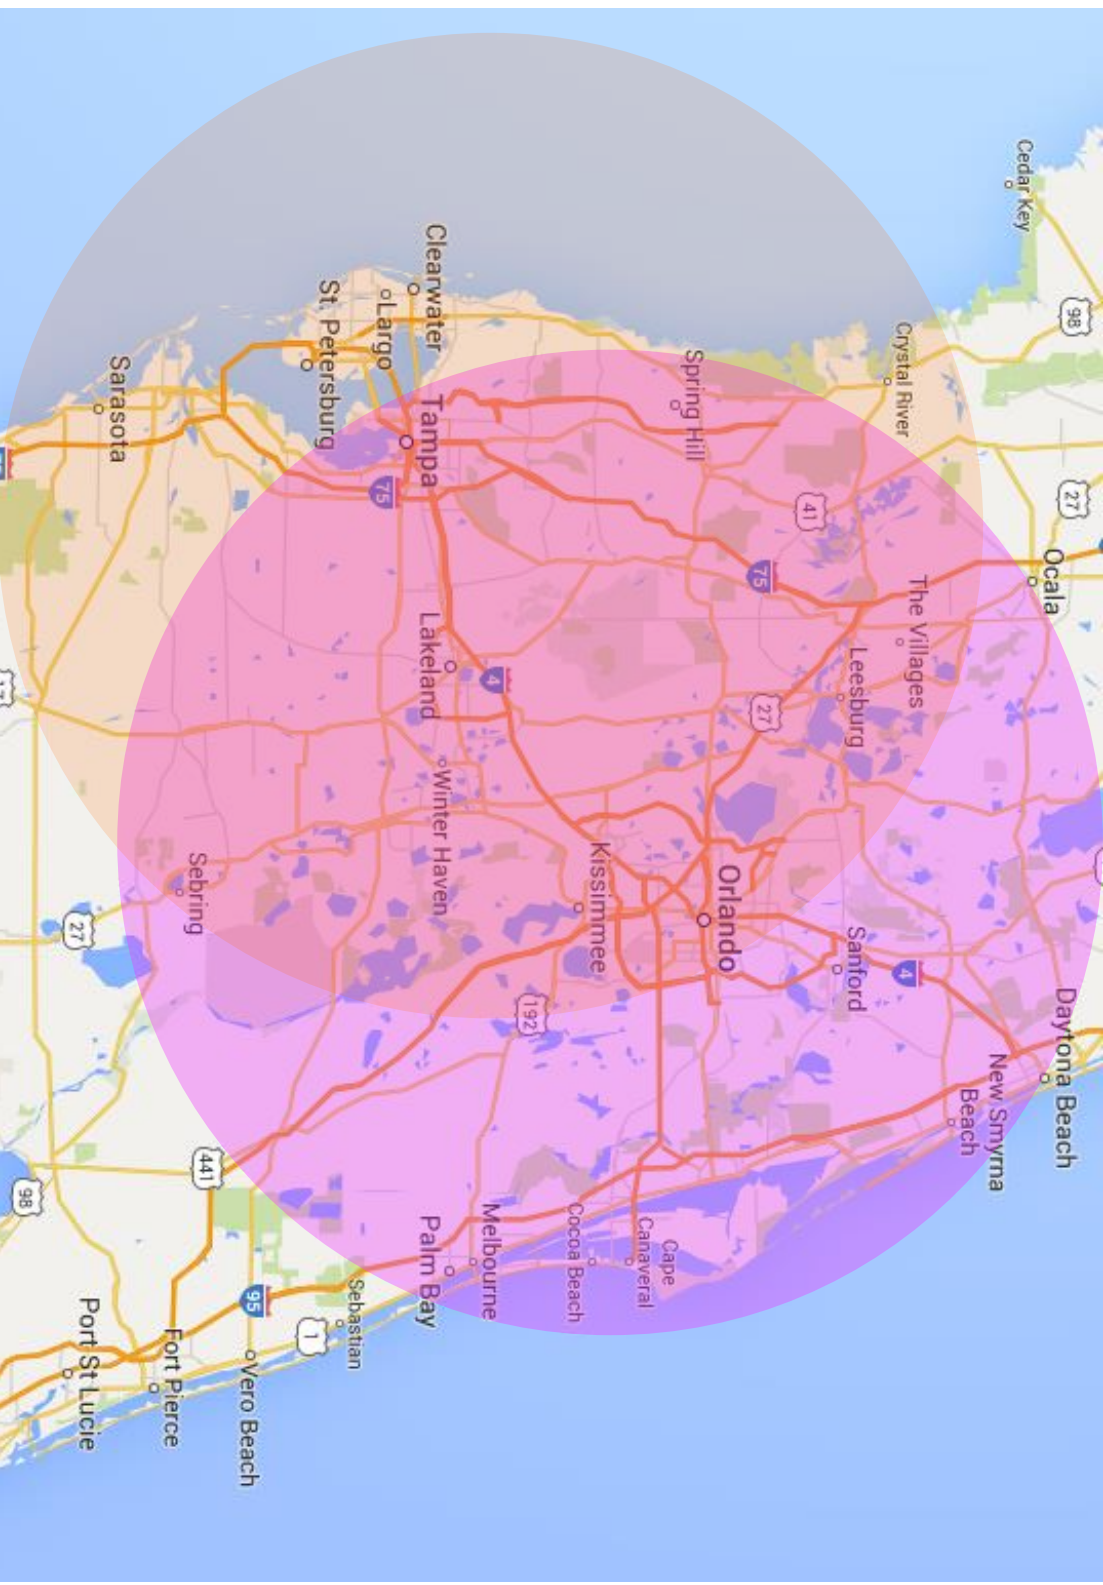 98
27
Ocala
Daytona Beach
Cedar Key
New Smyrna
Beach
The Villages
4
Crystal River
Leesburg
Sanford
41
27
75
Orlando
Spring Hill
Cape
Canaveral
Kissimmee
Cocoa Beach
192
4
Melbourne
Winter Haven
Clearwater
Tampa
Lakeland
Palm Bay
Largo
75
Sebastian
St. Petersburg
1
95
Vero Beach
441
Sebring
Fort Pierce
Sarasota
Port St Lucie
27
98
17